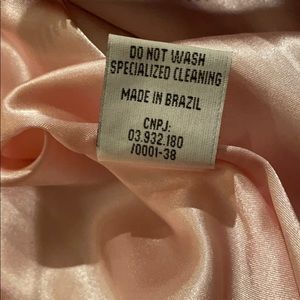 DO NOT WASH
SPECIALIZED CLEANING
MADE IN BRAZIL
CNPJ:
03.932.180
/0001-38